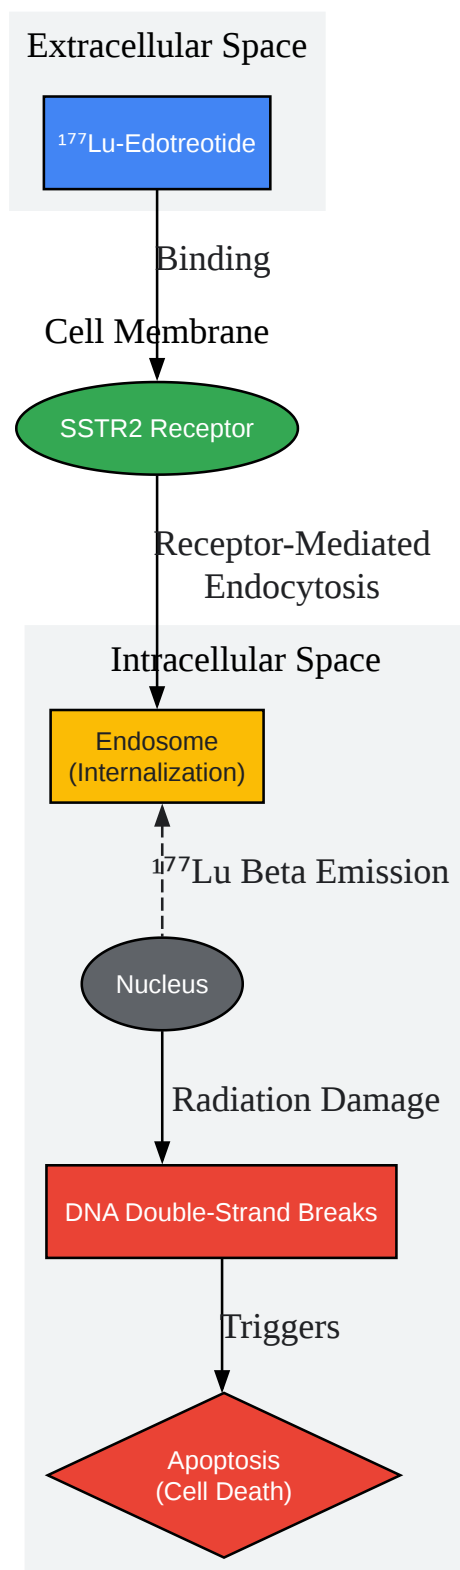 Extracellular Space
¹⁷⁷Lu-Edotreotide
Binding
Cell Membrane
SSTR2 Receptor
Receptor-Mediated
Endocytosis
Intracellular Space
Endosome
(Internalization)
¹⁷⁷Lu Beta Emission
Nucleus
Radiation Damage
DNA Double-Strand Breaks
Triggers
Apoptosis
(Cell Death)